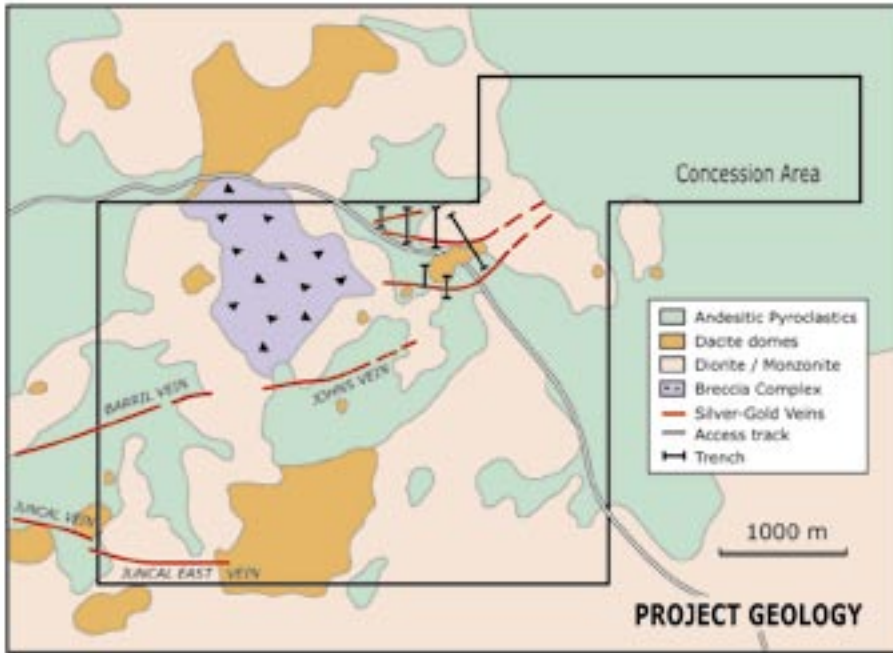 Concession Area
Andesitic Pyroclastics
Dacite domes
Diorite / Monzonite
Breccia Complex
Silver-Gold Veins
Access track
Trench
JOHNS VEIN
BARRIL VEIN
JUNCAL VEIN
JUNCAL EAST VEIN
1000 m
PROJECT GEOLOGY